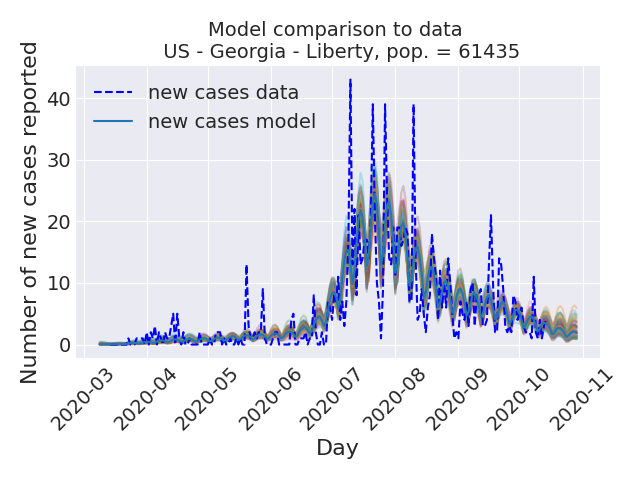 Model comparison to data
US - Georgia - Liberty, pop. = 61435
Number of new cases reported
40
30
20
10
0
new cases data
new cases model
2020-03
2020-04
2020-05
2020-06
2020-07
2020-08
2020-09
2020-10
2020-11
Day